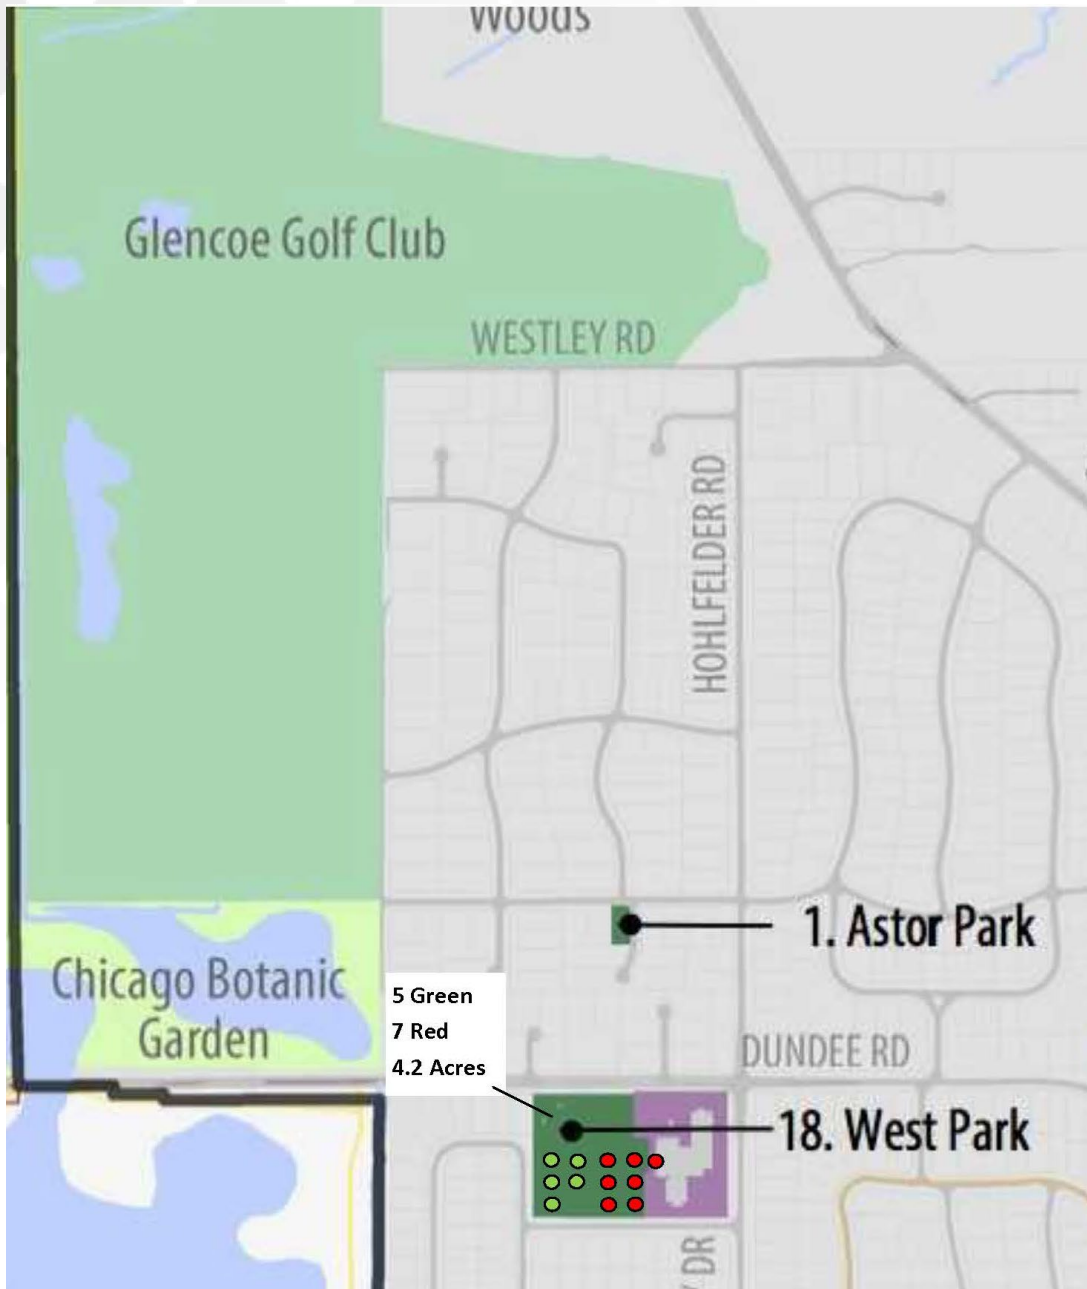 Woods
Glencoe Golf Club
WESTLEY RD
HOHLFELDER RD
1. Astor Park
Chicago Botanic
Garden
5 Green
7 Red
4.2 Acres
DUNDEE RD
18. West Park
DR